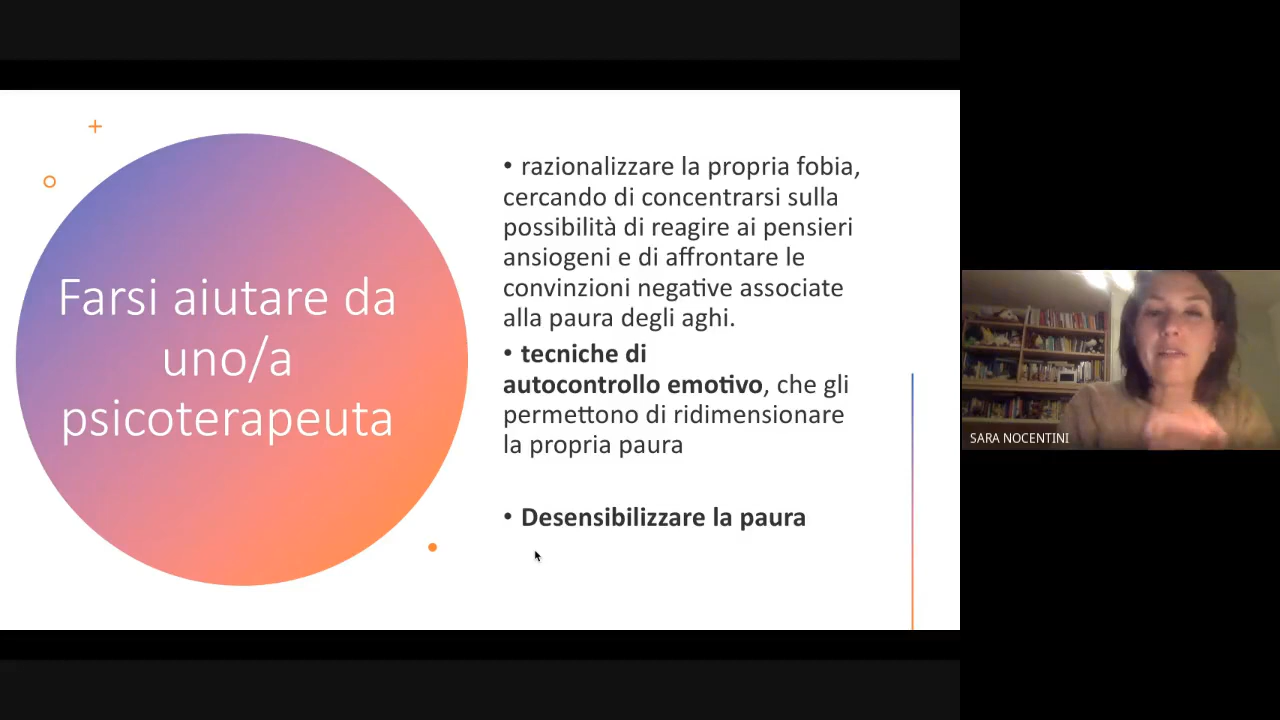 Farsi aiutare da
uno/a
psicoterapeuta
• razionalizzare la propria fobia,
cercando di concentrarsi sulla
possibilità di reagire ai pensieri
ansiogeni e di affrontare le
convinzioni negative associate
alla paura degli aghi.
• tecniche di
autocontrollo emotivo, che gli
permettono di ridimensionare
la propria paura
• Desensibilizzare la paura
SARA NOCENTINI